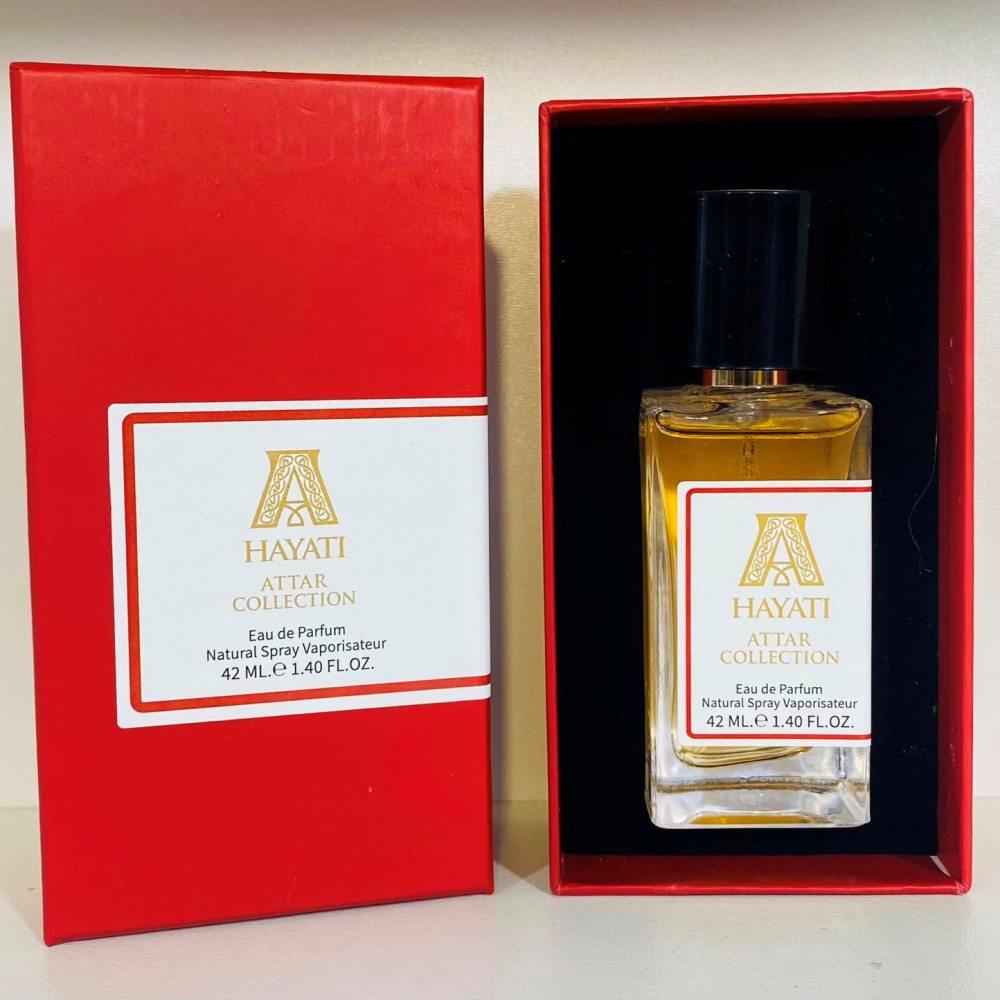 A
HAYATI
ATTAR
COLLECTION
Eau de Parfum
Natural Spray Vaporisateur
42 ML.℮ 1.40 FL.OZ.
A
HAYATI
ATTAR
COLLECTION
Eau de Parfum
Natural Spray Vaporisateur
42 ML.℮ 1.40 FL.OZ.